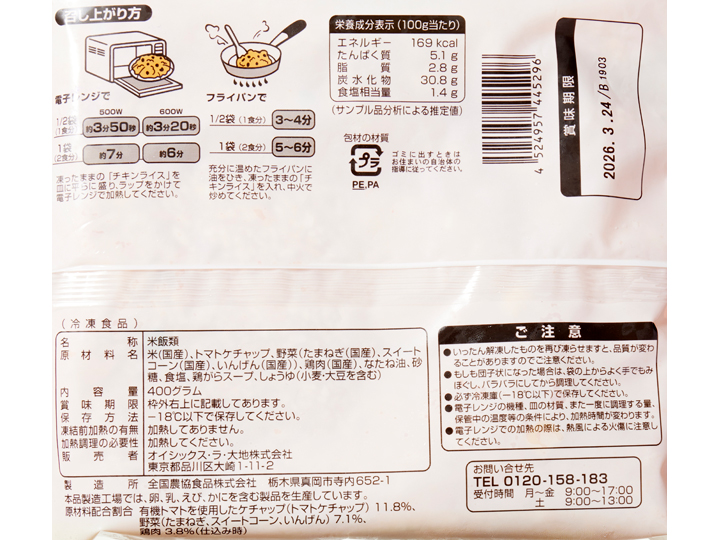 召し上がり方
電子レンジで
500W 600W
1/2袋(1食分) 約3分50秒 約3分20秒
1袋(2食分) 約7分 約6分
凍ったままの「チキンライス」を
皿に平らに盛り、ラップをかけて
電子レンジで加熱してください。
フライパンで
1/2袋(1食分) 3〜4分
1袋(2食分) 5〜6分
充分に温めたフライパンに
油をひき、凍ったままの「チ
キンライス」を入れ、中火で
炒めてください。
栄養成分表示(100g当たり)
エネルギー 169 kcal
たんぱく質 5.1 g
脂質 2.8 g
炭水化物 30.8 g
食塩相当量 1.4 g
(サンプル品分析による推定値)
包材の材質
プラ
PE,PA
ゴミに出すときは
お住まいの自治体の
指導に従ってください。
4 524957 445296
賞味期限
2026. 3.24/B1903
(冷凍食品)
名称 米飯類
原材料名 米(国産)、トマトケチャップ、野菜(たまねぎ(国産)、スイート
コーン(国産)、いんげん(国産))、鶏肉(国産)、なたね油、砂
糖、食塩、鶏がらスープ、しょうゆ(小麦・大豆を含む)
内容量 400グラム
賞味期限 枠外右上に記載してあります。
保存方法 −18℃以下で保存してください。
凍結前加熱の有無 加熱してありません。
加熱調理の必要性 加熱してください。
販売者 オイシックス・ラ・大地株式会社
東京都品川区大崎1-11-2
製造所 全国農協食品株式会社 栃木県真岡市寺内652-1
本品製造工場では、卵、乳、えび、かにを含む製品を生産しています。
原材料配合割合 有機トマトを使用したケチャップ(トマトケチャップ) 11.8%、
野菜(たまねぎ、スイートコーン、いんげん) 7.1%、
鶏肉 3.8%(仕込み時)
ご注意
●いったん解凍したものを再び凍らせますと、品質が変わ
ることがありますのでご注意ください。
●もしも団子状になった場合は、袋の上からよく手でもみ
ほぐし、バラバラにしてから調理してください。
●必ず冷凍庫(−18℃以下)で保存してください。
●電子レンジの機種、皿の材質、また一度に調理する量、
保管中の温度等の条件により、加熱時間が変わります。
●電子レンジでの加熱の際は、熱風による火傷に注意し
てください。
お問い合せ先
TEL 0120-158-183
受付時間 月〜金 9:00〜17:00
土 9:00〜13:00